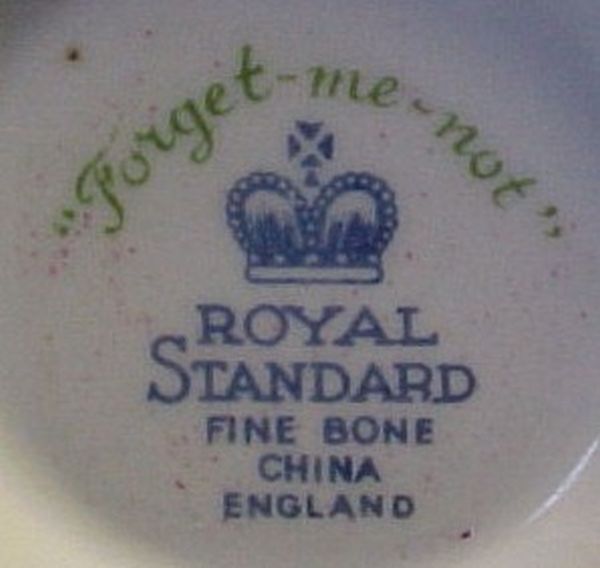 "Forget-me-not"
ROYAL
STANDARD
FINE BONE
CHINA
ENGLAND